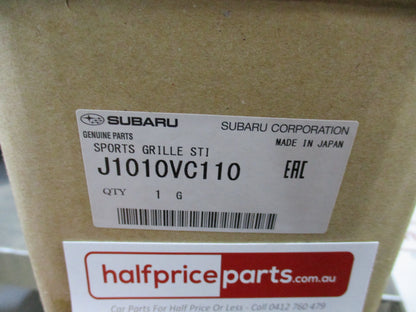 SUBARU
SUBARU CORPORATION
GENUINE PARTS
MADE IN JAPAN
SPORTS GRILLE STI
J1010VC110
EAC
QTY 1 G
halfpriceparts.com.au
Car Parts For Half Price Or Less - Call 0412 760 479